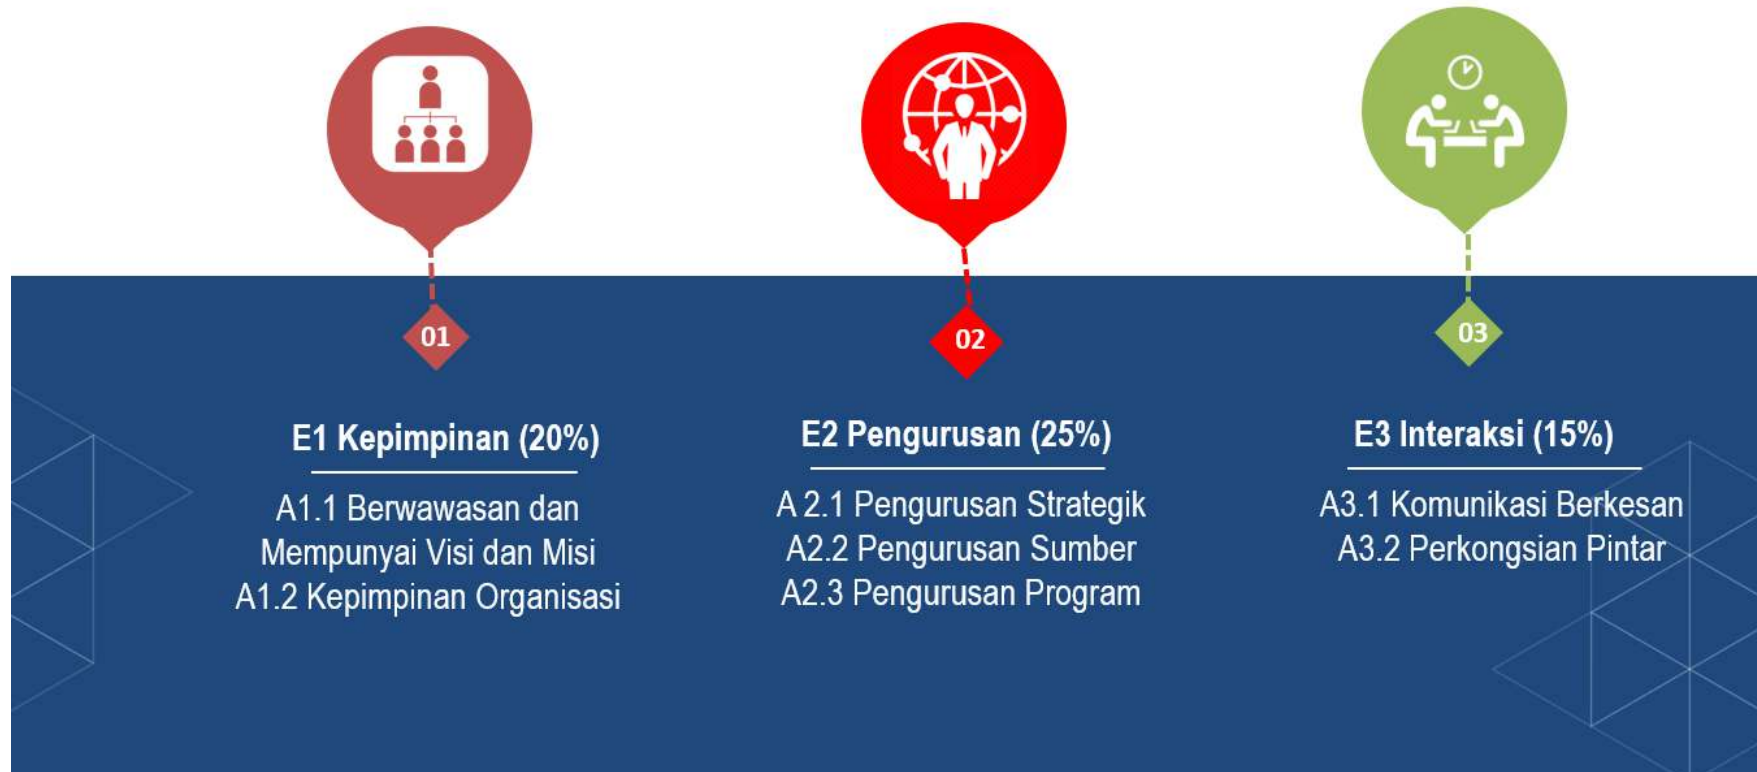 01
E1 Kepimpinan (20%)
A1.1 Berwawasan dan
Mempunyai Visi dan Misi
A1.2 Kepimpinan Organisasi
02
E2 Pengurusan (25%)
A 2.1 Pengurusan Strategik
A2.2 Pengurusan Sumber
A2.3 Pengurusan Program
03
E3 Interaksi (15%)
A3.1 Komunikasi Berkesan
A3.2 Perkongsian Pintar